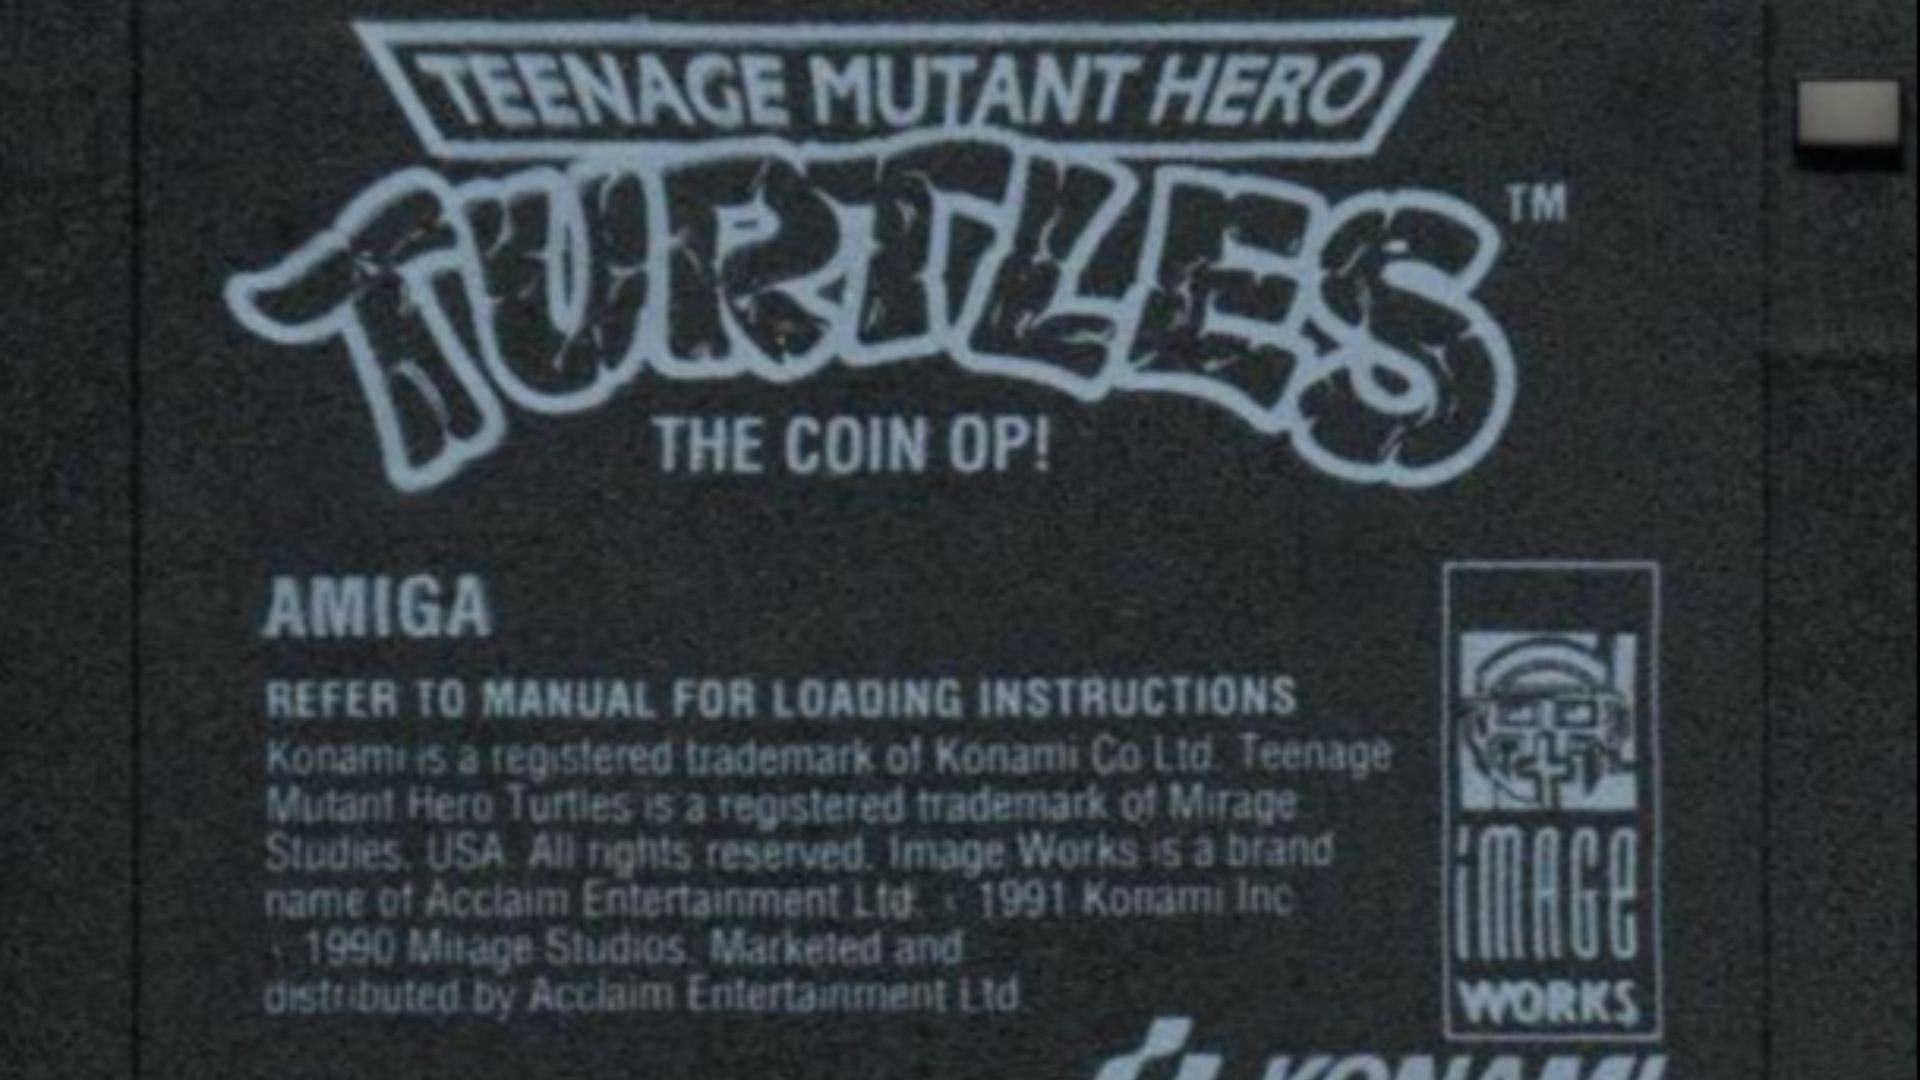 TEENAGE MUTANT HERO
TURTLES TM
THE COIN OP!
AMIGA
REFER TO MANUAL FOR LOADING INSTRUCTIONS
Konami is a registered trademark of Konami Co Ltd. Teenage
Mutant Hero Turtles is a registered trademark of Mirage
Studies, USA. All rights reserved. Image Works is a brand
name of Acclaim Entertainment Ltd. © 1991 Konami Inc
© 1990 Mirage Studios. Marketed and
distributed by Acclaim Entertainment Ltd.
iMAGE
WORKS
KONAMI